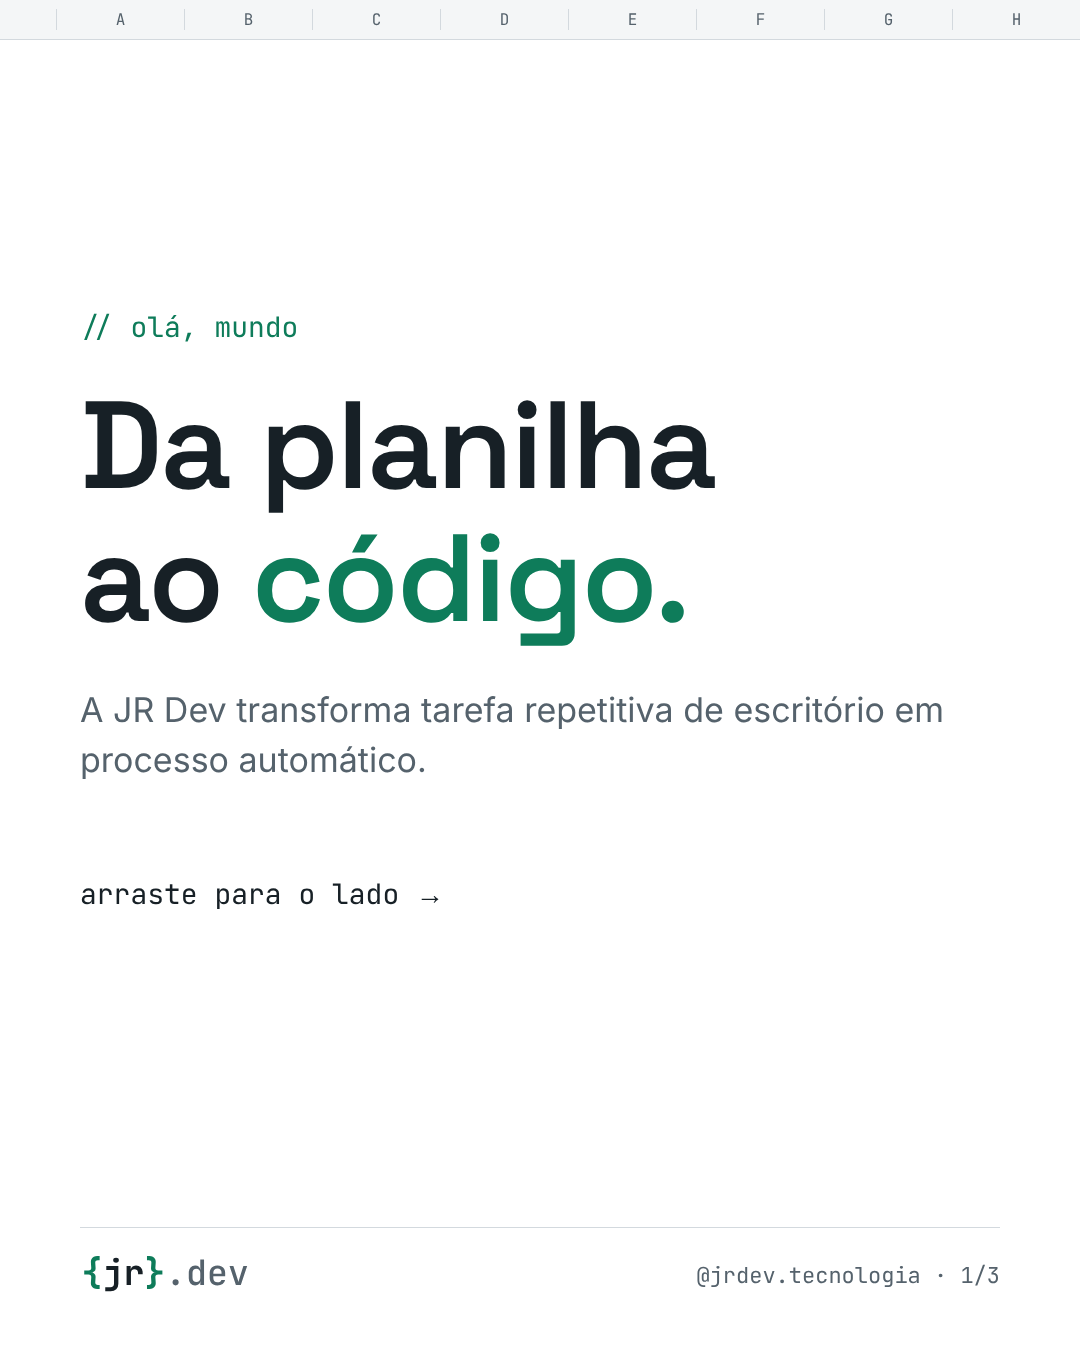 A B C D E F G H
// olá, mundo
Da planilha
ao código.
A JR Dev transforma tarefa repetitiva de escritório em
processo automático.
arraste para o lado →
{jr}.dev
@jrdev.tecnologia · 1/3